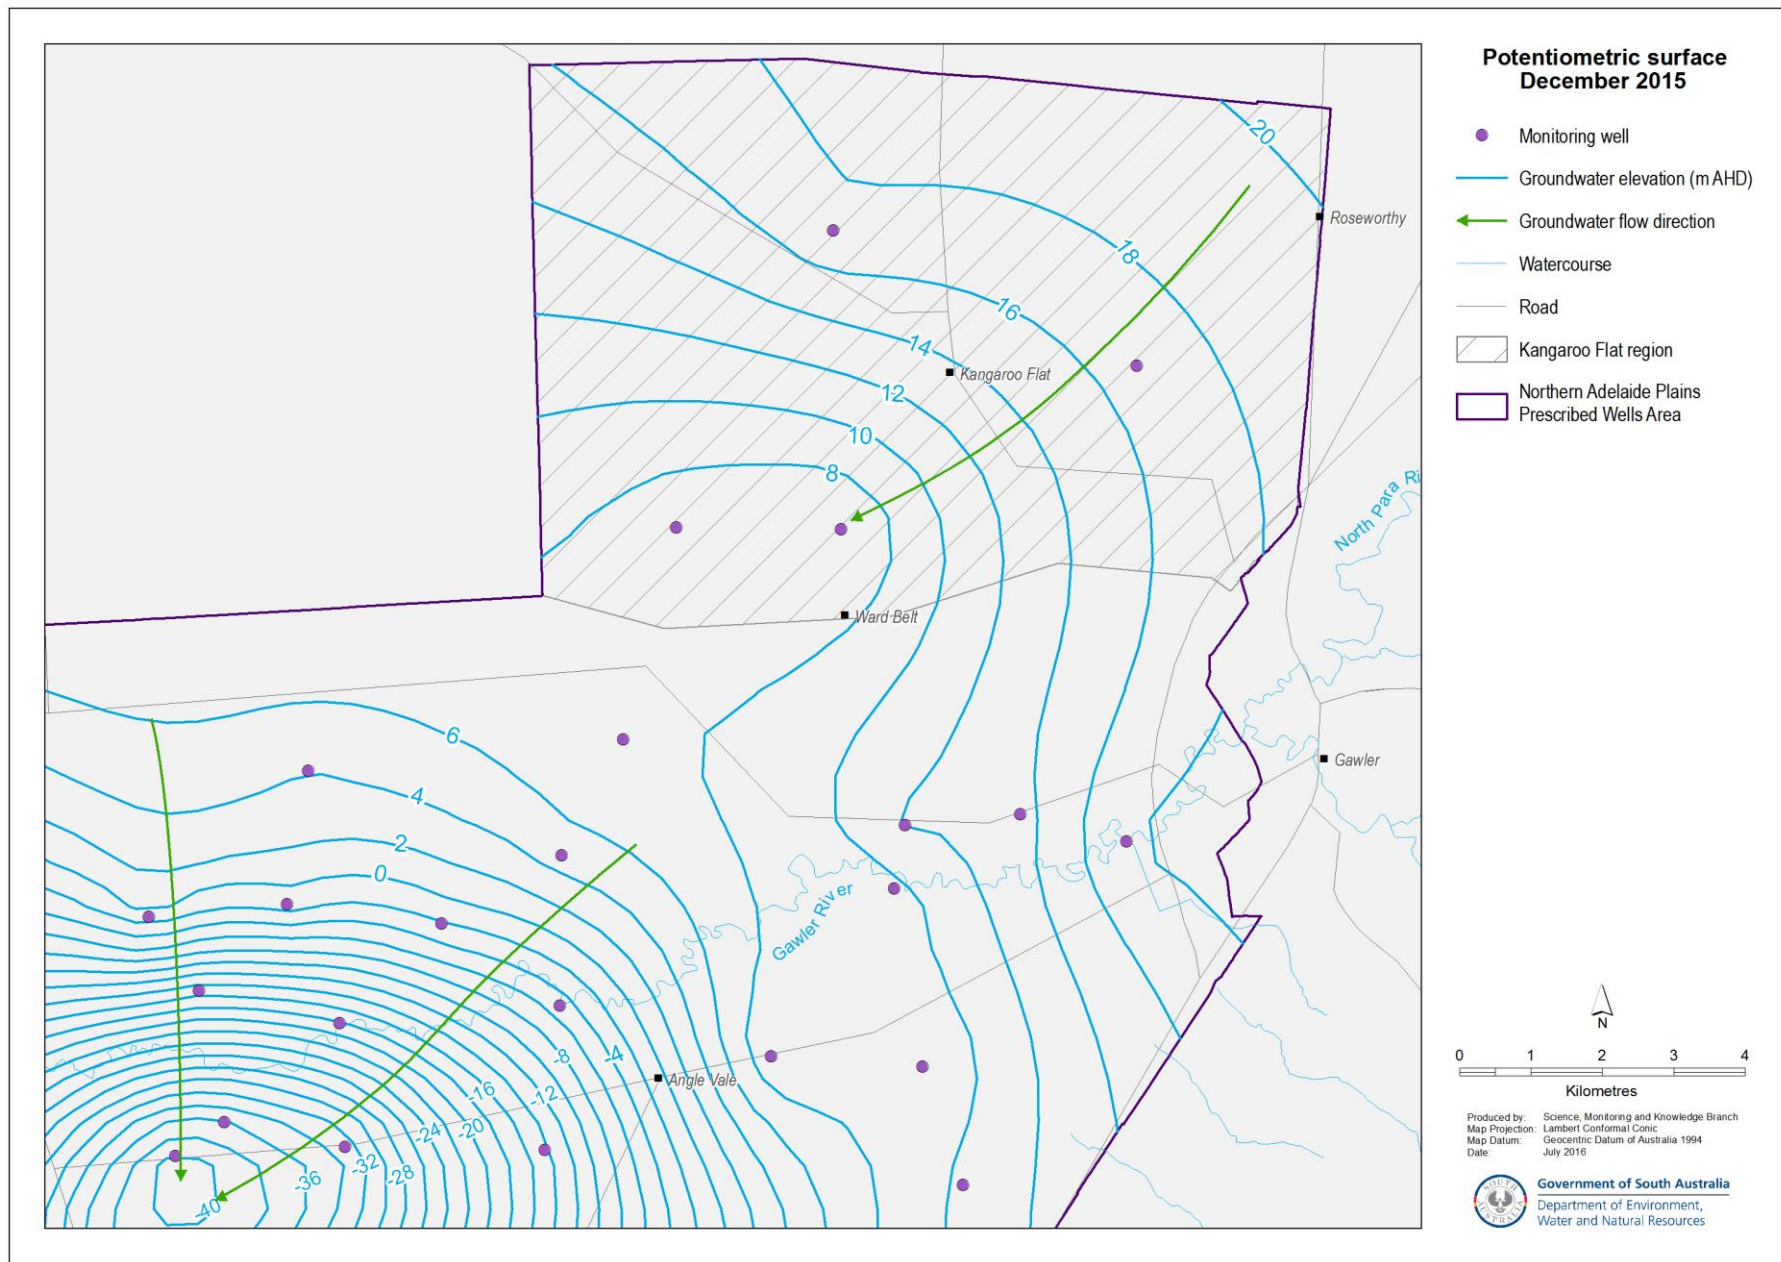 Potentiometric surface
December 2015
Monitoring well
Groundwater elevation (m AHD)
Groundwater flow direction
Watercourse
Road
Kangaroo Flat region
Northern Adelaide Plains
Prescribed Wells Area
20
Roseworthy
18
16
14
Kangaroo Flat
12
10
8
North Para Ri
Ward Belt
6
Gawler
4
2
0
Gawler River
-8
-4
Angle Vale
-16
-12
-24
-20
-32
-28
-36
-40
N
0 1 2 3 4
Kilometres
Produced by: Science, Monitoring and Knowledge Branch
Map Projection: Lambert Conformal Conic
Map Datum: Geocentric Datum of Australia 1994
Date: July 2016
SOUTH AUSTRALIA
Government of South Australia
Department of Environment,
Water and Natural Resources